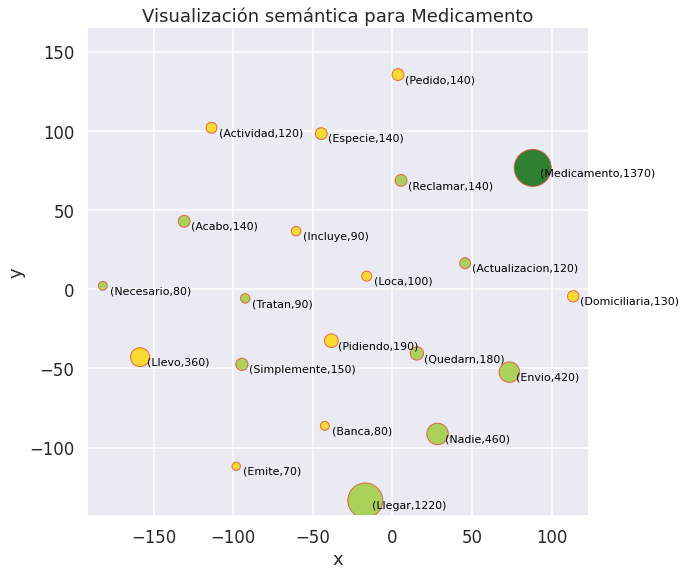 Visualización semántica para Medicamento
150
(Pedido,140)
100
(Actividad,120)
(Especie,140)
(Medicamento,1370)
(Reclamar,140)
50
(Acabo,140)
(Incluye,90)
(Actualizacion,120)
(Loca,100)
y
0
(Necesario,80)
(Tratan,90)
(Domiciliaria,130)
(Pidiendo,190)
(Quedarn,180)
−50
(Llevo,360)
(Simplemente,150)
(Envio,420)
(Banca,80)
(Nadie,460)
−100
(Emite,70)
(Llegar,1220)
−150
−100
−50
0
50
100
x